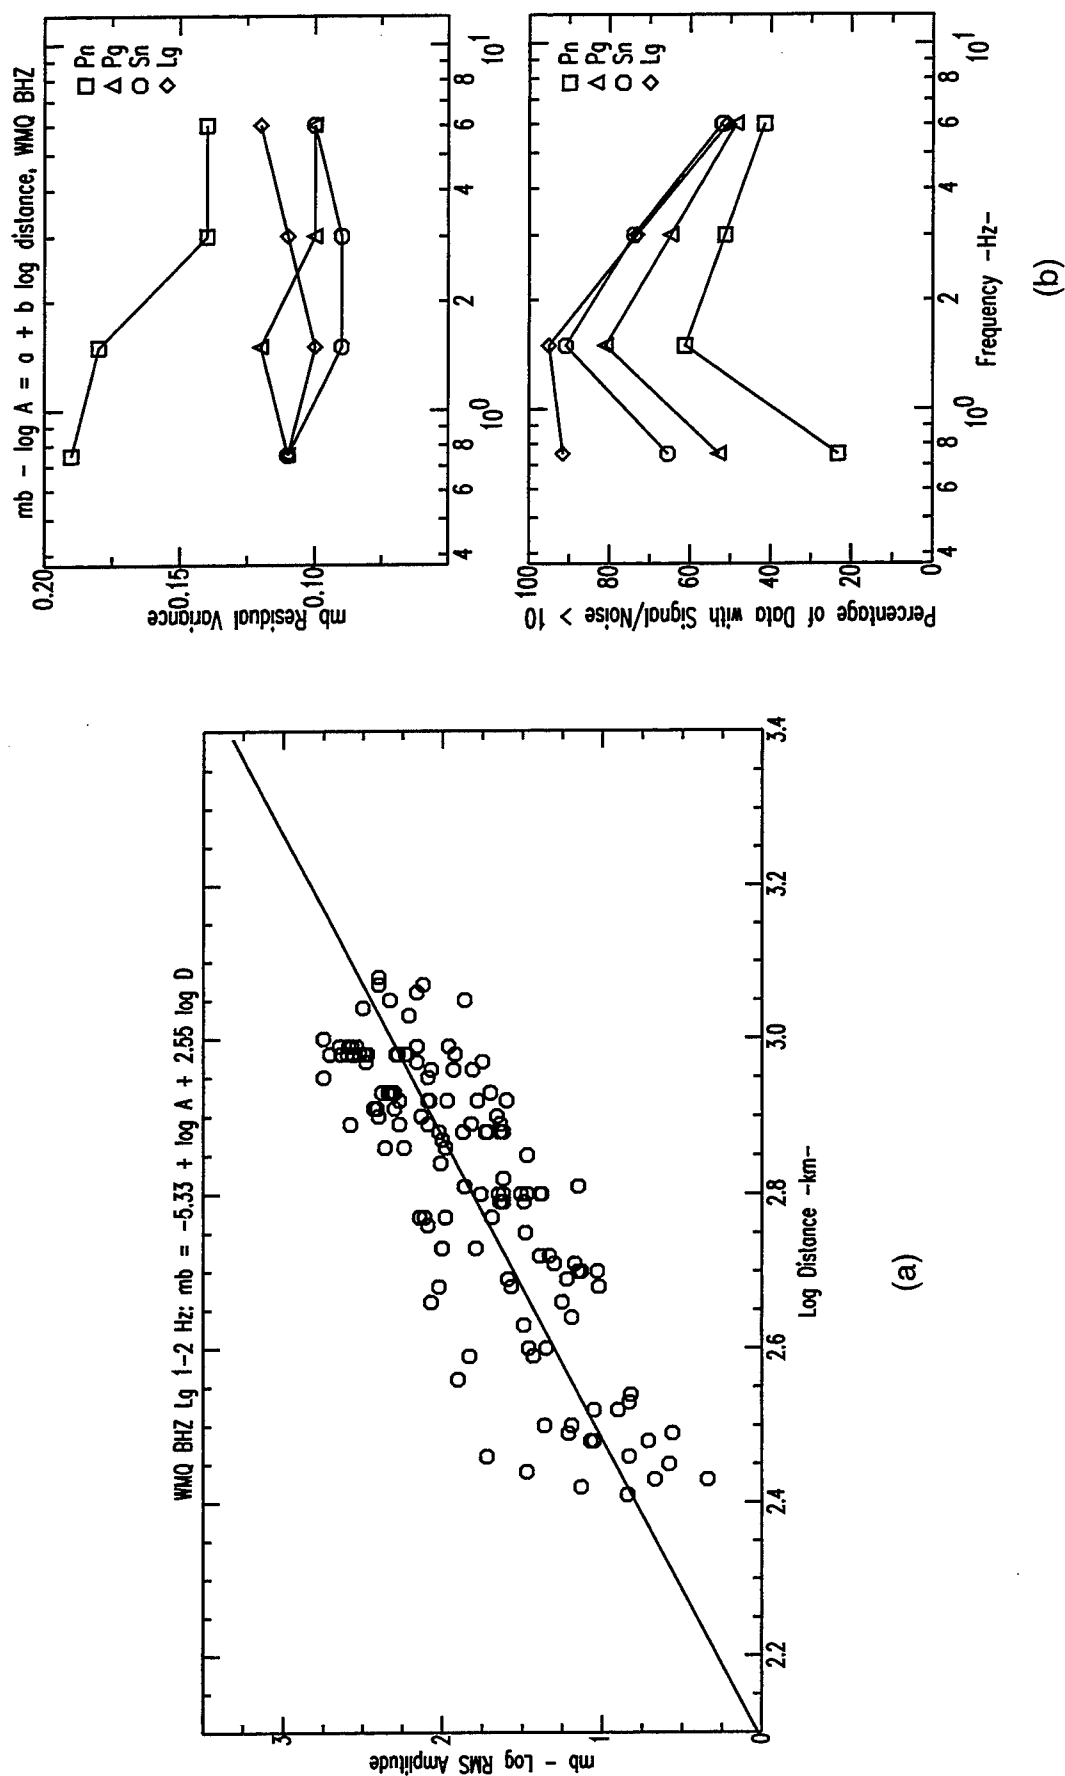 WMQ BHZ Lg 1-2 Hz: mb = -5.33 + log A + 2.55 log D
mb - Log RMS Amplitude
3
2
1
0
2.2
2.4
2.6
2.8
3.0
3.2
3.4
Log Distance -km-
(a)
mb - log A = a + b log distance, WMQ BHZ
mb Residual Variance
0.20
0.15
0.10
Pn
Pg
Sn
Lg
4
6
8
10⁰
2
4
6
8
10¹
Percentage of Data with Signal/Noise > 10
100
80
60
40
20
0
Pn
Pg
Sn
Lg
4
6
8
10⁰
2
4
6
8
10¹
Frequency -Hz-
(b)